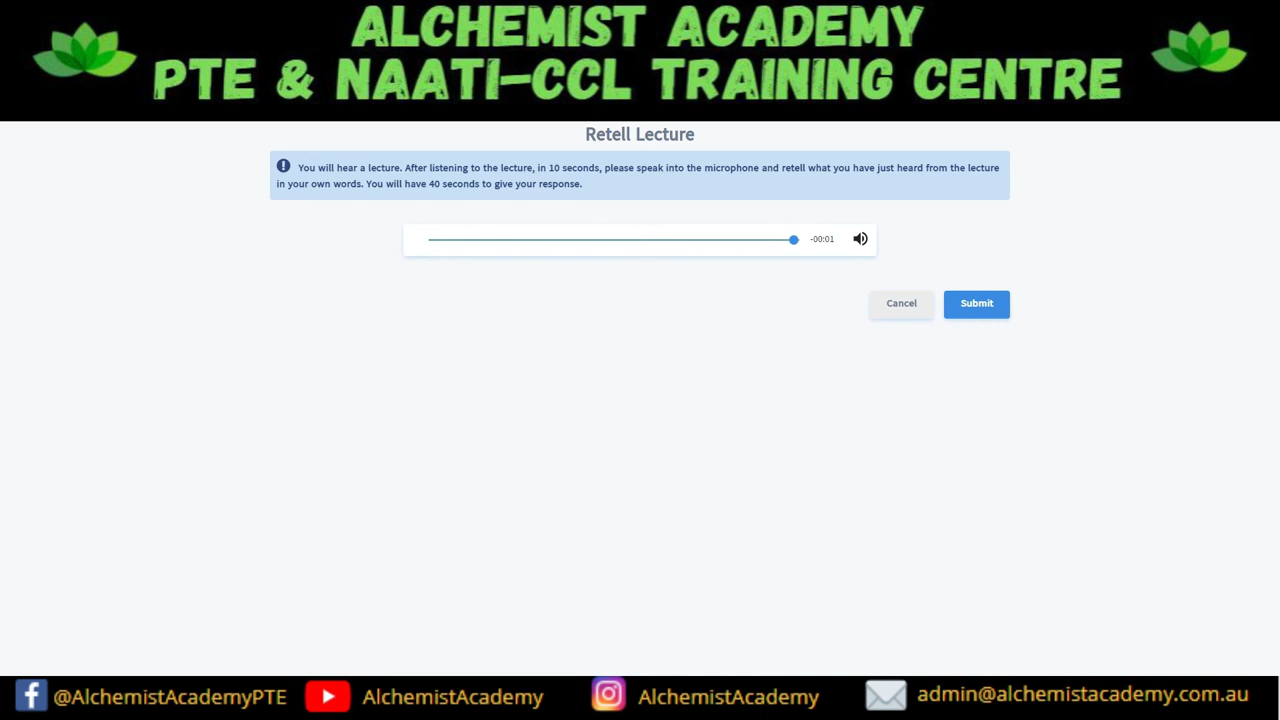 ALCHEMIST ACADEMY
PTE & NAATI-CCL TRAINING CENTRE
Retell Lecture
You will hear a lecture. After listening to the lecture, in 10 seconds, please speak into the microphone and retell what you have just heard from the lecture
in your own words. You will have 40 seconds to give your response.
-00:01
Cancel Submit
@AlchemistAcademyPTE AlchemistAcademy AlchemistAcademy admin@alchemistacademy.com.au